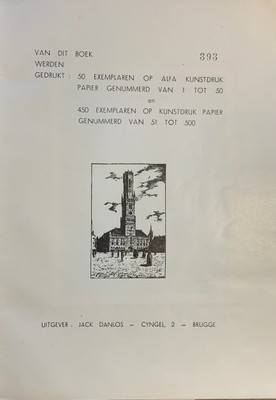 VAN DIT BOEK
393
WERDEN
GEDRUKT : 50 EXEMPLAREN OP ALFA KUNSTDRUK
PAPIER GENUMMERD VAN 1 TOT 50
en
450 EXEMPLAREN OP KUNSTDRUK PAPIER
GENUMMERD VAN 51 TOT 500
UITGEVER : JACK DANLOS — CYNGEL, 2 — BRUGGE